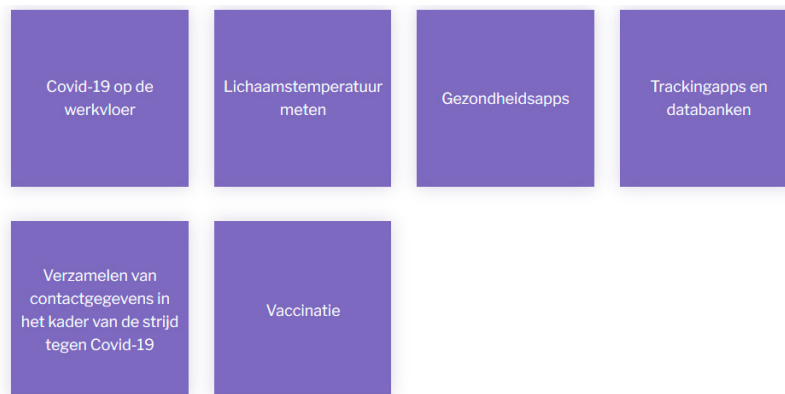 Covid-19 op de
werkvloer
Lichaamstemperatuur
meten
Gezondheidsapps
Trackingapps en
databanken
Verzamelen van
contactgegevens in
het kader van de strijd
tegen Covid-19
Vaccinatie